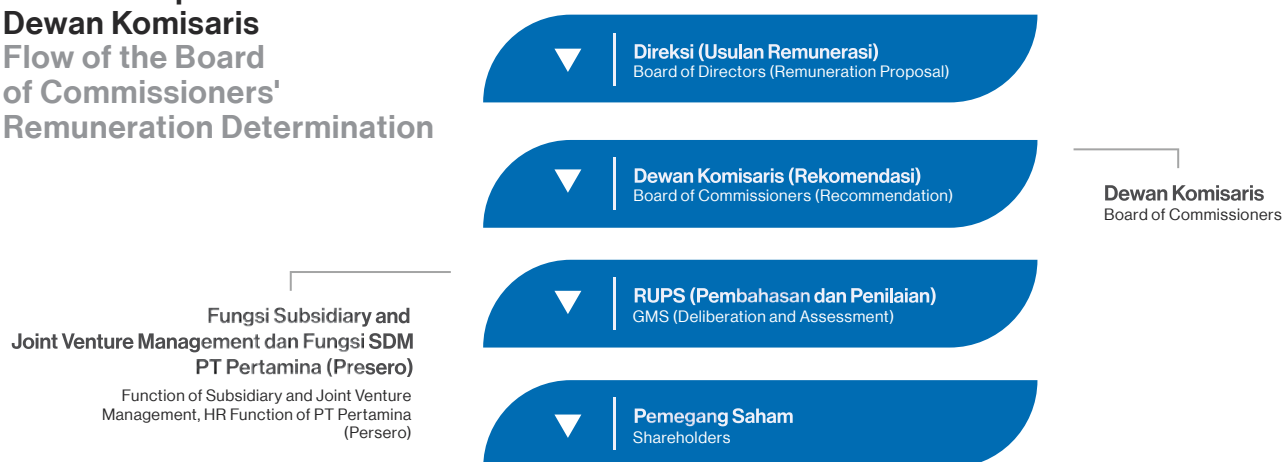 Dewan Komisaris
Flow of the Board
of Commissioners'
Remuneration Determination
Direksi (Usulan Remunerasi)
Board of Directors (Remuneration Proposal)
Dewan Komisaris (Rekomendasi)
Board of Commissioners (Recommendation)
Dewan Komisaris
Board of Commissioners
RUPS (Pembahasan dan Penilaian)
GMS (Deliberation and Assessment)
Fungsi Subsidiary and
Joint Venture Management dan Fungsi SDM
PT Pertamina (Presero)
Function of Subsidiary and Joint Venture
Management, HR Function of PT Pertamina
(Persero)
Pemegang Saham
Shareholders